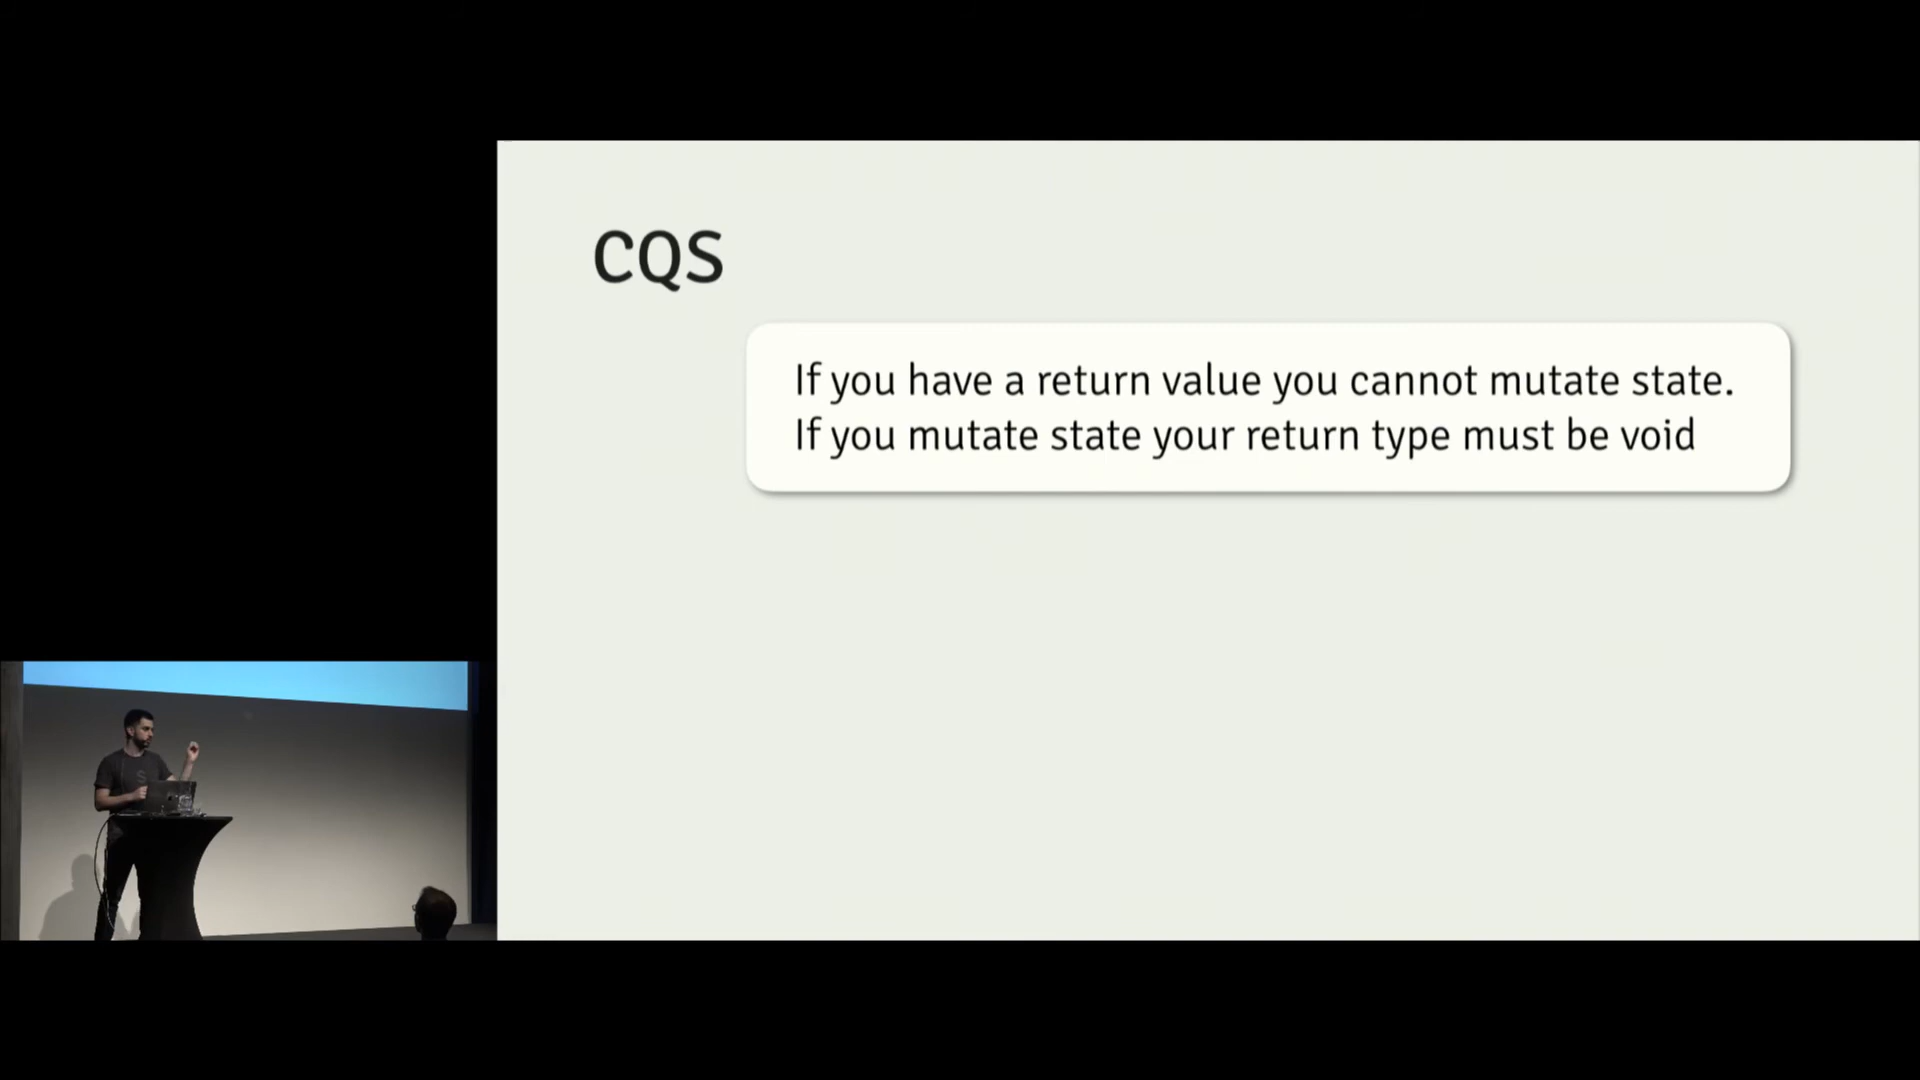 CQS
If you have a return value you cannot mutate state.
If you mutate state your return type must be void